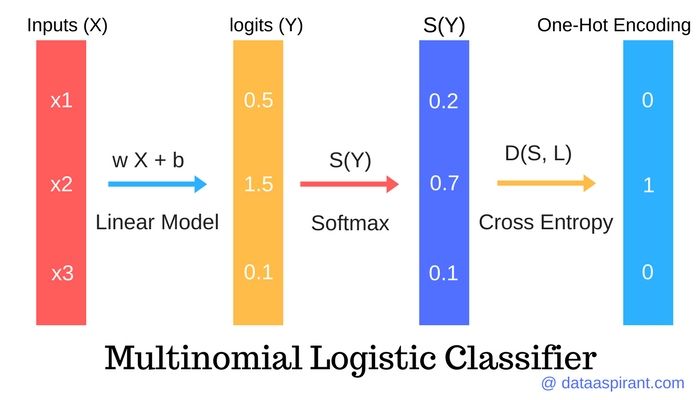 Inputs (X)
logits (Y)
S(Y)
One-Hot Encoding
x1
0.5
0.2
0
w X + b
S(Y)
D(S, L)
x2
1.5
0.7
1
Linear Model
Softmax
Cross Entropy
x3
0.1
0.1
0
Multinomial Logistic Classifier
@ dataaspirant.com